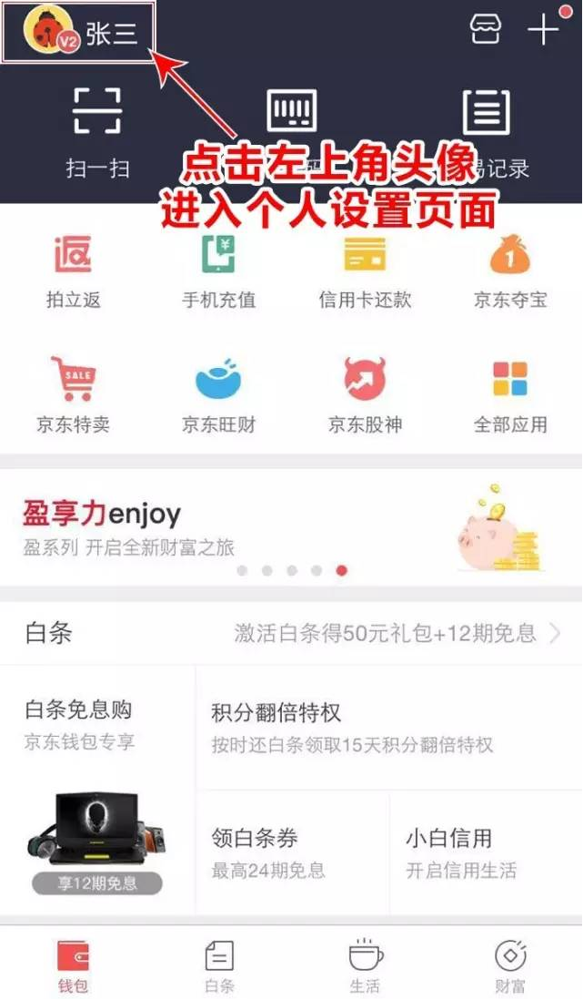 V2 张三
点击左上角头像
进入个人设置页面
扫一扫
易记录
返
¥
1
拍立返
手机充值
信用卡还款
京东夺宝
SALE
京东特卖
京东旺财
京东股神
全部应用
盈享力enjoy
盈系列 开启全新财富之旅
白条
激活白条得50元礼包+12期免息
白条免息购
京东钱包专享
享12期免息
积分翻倍特权
按时还白条领取15天积分翻倍特权
领白条券
最高24期免息
小白信用
开启信用生活
钱包
白条
生活
财富